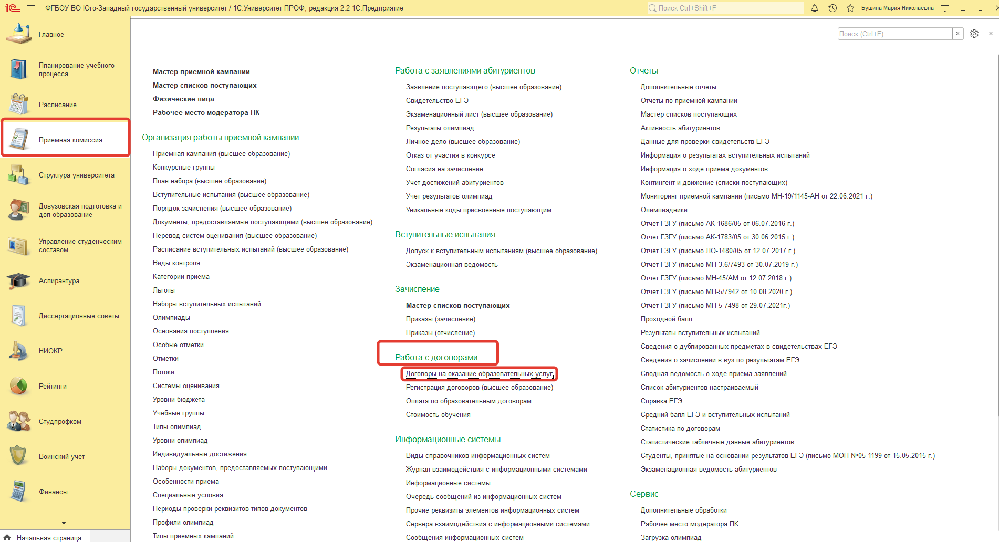 1С ФГБОУ ВО Юго-Западный государственный университет / 1С:Университет ПРОФ, редакция 2.2 1С:Предприятие
Поиск Ctrl+Shift+F
Бушина Мария Николаевна
Главное
Планирование учебного
процесса
Расписание
Приемная комиссия
Структура университета
Довузовская подготовка и
доп образование
Управление студенческим
составом
Аспирантура
Диссертационные советы
НИОКР
Рейтинги
Студпрофком
Воинский учет
Финансы
Начальная страница
Поиск (Ctrl+F)
Мастер приемной кампании
Мастер списков поступающих
Физические лица
Рабочее место модератора ПК
Организация работы приемной кампании
Приемная кампания (высшее образование)
Конкурсные группы
План набора (высшее образование)
Вступительные испытания (высшее образование)
Порядок зачисления (высшее образование)
Документы, предоставляемые поступающими (высшее образование)
Перевод систем оценивания (высшее образование)
Расписание вступительных испытаний (высшее образование)
Виды контроля
Категории приема
Льготы
Наборы вступительных испытаний
Олимпиады
Основания поступления
Особые отметки
Отметки
Потоки
Системы оценивания
Уровни бюджета
Учебные группы
Типы олимпиад
Уровни олимпиад
Индивидуальные достижения
Наборы документов, предоставляемых поступающими
Особенности приема
Специальные условия
Периоды проверки реквизитов типов документов
Профили олимпиад
Типы приемных кампаний
Работа с заявлениями абитуриентов
Заявление поступающего (высшее образование)
Свидетельство ЕГЭ
Экзаменационный лист (высшее образование)
Результаты олимпиад
Личное дело (высшее образование)
Отказ от участия в конкурсе
Согласия на зачисление
Учет достижений абитуриентов
Учет результатов олимпиад
Уникальные коды присвоенные поступающим
Вступительные испытания
Допуск к вступительным испытаниям (высшее образование)
Экзаменационная ведомость
Зачисление
Мастер списков поступающих
Приказы (зачисление)
Приказы (отчисление)
Работа с договорами
Договоры на оказание образовательных услуг
Регистрация договоров (высшее образование)
Оплата по образовательным договорам
Стоимость обучения
Информационные системы
Виды справочников информационных систем
Журнал взаимодействия с информационными системами
Информационные системы
Очередь сообщений из информационных систем
Прочие реквизиты элементов информационных систем
Сервера взаимодействия с информационными системами
Сообщения информационных систем
Отчеты
Дополнительные отчеты
Отчеты по приемной кампании
Мастер списков поступающих
Активность абитуриентов
Данные для проверки свидетельств ЕГЭ
Информация о результатах вступительных испытаний
Информация о ходе приема документов
Контингент и движение (списки поступающих)
Мониторинг приемной кампании (письмо МН-19/1145-АН от 22.06.2021 г.)
Олимпиадники
Отчет ГЗГУ (письмо АК-1686/05 от 06.07.2016 г.)
Отчет ГЗГУ (письмо АК-1783/05 от 30.06.2015 г.)
Отчет ГЗГУ (письмо ЛО-1480/05 от 12.07.2017 г.)
Отчет ГЗГУ (письмо МН-3.6/7493 от 30.07.2019 г.)
Отчет ГЗГУ (письмо МН-45/АМ от 12.07.2018 г.)
Отчет ГЗГУ (письмо МН-5/7942 от 10.08.2020 г.)
Отчет ГЗГУ (письмо МН-5-7498 от 29.07.2021г.)
Проходной балл
Результаты вступительных испытаний
Сведения о дублированных предметах в свидетельствах ЕГЭ
Сведения о зачислении в вуз по результатам ЕГЭ
Сводная ведомость о ходе приема заявлений
Список абитуриентов настраиваемый
Справка ЕГЭ
Средний балл ЕГЭ и вступительных испытаний
Статистика по договорам
Статистические табличные данные абитуриентов
Студенты, принятые на основании результатов ЕГЭ (письмо МОН №05-1199 от 15.05.2015 г.)
Экзаменационная ведомость абитуриентов
Сервис
Дополнительные обработки
Рабочее место модератора ПК
Загрузка олимпиад